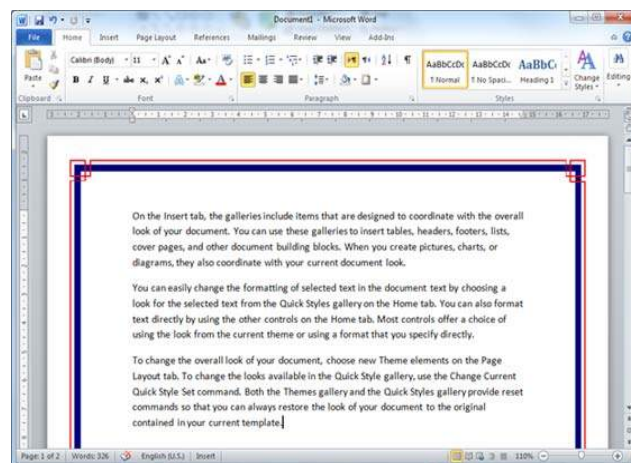 Document1 - Microsoft Word
File Home Insert Page Layout References Mailings Review View Add-Ins
Calibri (Body) 11
AaBbCcDc AaBbCcDc AaBbC
Paste
B I U abe x, x²
¶ Normal ¶ No Spaci... Heading 1
Change Styles
Editing
Clipboard Font Paragraph Styles
On the Insert tab, the galleries include items that are designed to coordinate with the overall
look of your document. You can use these galleries to insert tables, headers, footers, lists,
cover pages, and other document building blocks. When you create pictures, charts, or
diagrams, they also coordinate with your current document look.
You can easily change the formatting of selected text in the document text by choosing a
look for the selected text from the Quick Styles gallery on the Home tab. You can also format
text directly by using the other controls on the Home tab. Most controls offer a choice of
using the look from the current theme or using a format that you specify directly.
To change the overall look of your document, choose new Theme elements on the Page
Layout tab. To change the looks available in the Quick Style gallery, use the Change Current
Quick Style Set command. Both the Themes gallery and the Quick Styles gallery provide reset
commands so that you can always restore the look of your document to the original
contained in your current template.
Page: 1 of 2 Words: 326 English (U.S.) Insert 110%